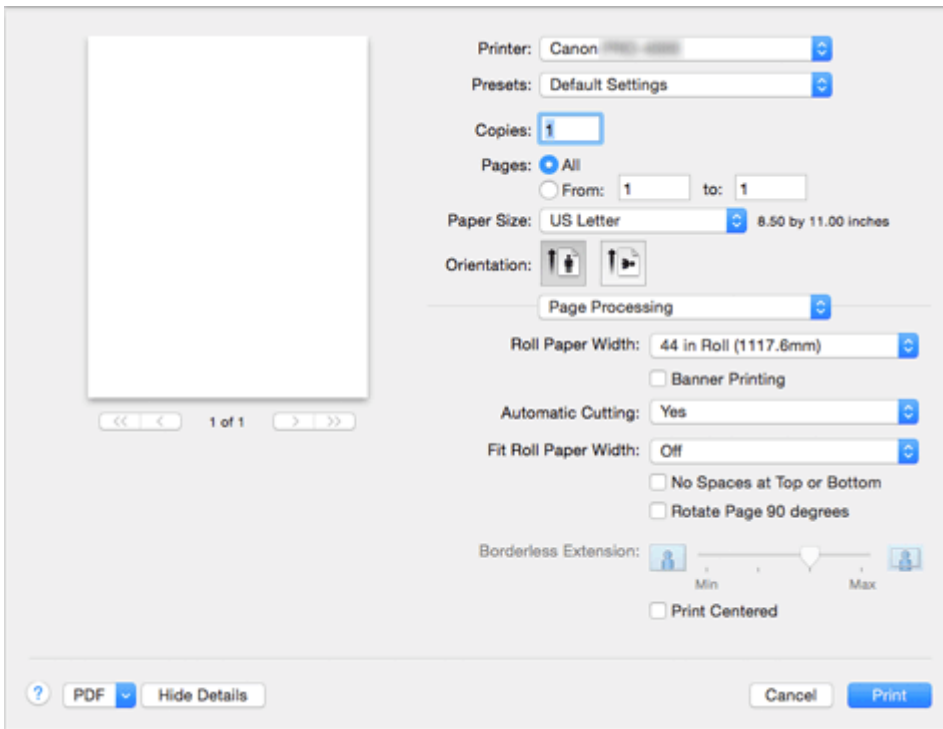 Printer: Canon
Presets: Default Settings
Copies: 1
Pages: All
From: 1 to: 1
Paper Size: US Letter 8.50 by 11.00 inches
Orientation:
Page Processing
Roll Paper Width: 44 in Roll (1117.6mm)
Banner Printing
1 of 1
Automatic Cutting: Yes
Fit Roll Paper Width: Off
No Spaces at Top or Bottom
Rotate Page 90 degrees
Borderless Extension:
Min Max
Print Centered
? PDF Hide Details Cancel Print